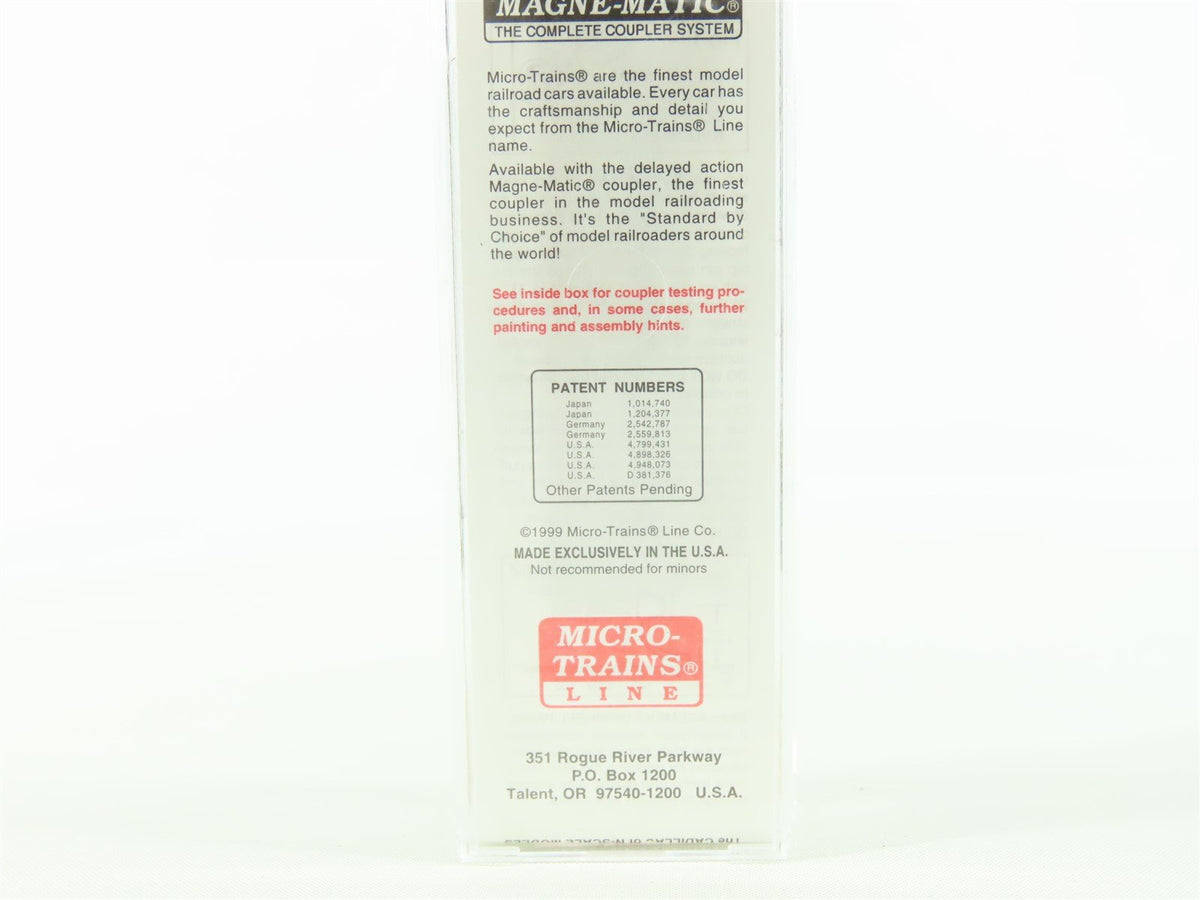 MAGNE-MATIC®
THE COMPLETE COUPLER SYSTEM
Micro-Trains® are the finest model
railroad cars available. Every car has
the craftsmanship and detail you
expect from the Micro-Trains® Line
name.
Available with the delayed action
Magne-Matic® coupler, the finest
coupler in the model railroading
business. It's the "Standard by
Choice" of model railroaders around
the world!
See inside box for coupler testing pro-
cedures and, in some cases, further
painting and assembly hints.
PATENT NUMBERS
Japan 1,014,740
Japan 1,204,377
Germany 2,542,787
Germany 2,559,813
U.S.A. 4,799,431
U.S.A. 4,898,326
U.S.A. 4,948,073
U.S.A. D 381,376
Other Patents Pending
©1999 Micro-Trains® Line Co.
MADE EXCLUSIVELY IN THE U.S.A.
Not recommended for minors
MICRO-
TRAINS®
LINE
351 Rogue River Parkway
P.O. Box 1200
Talent, OR 97540-1200 U.S.A.
The CADILLAC of N-SCALE MODELS